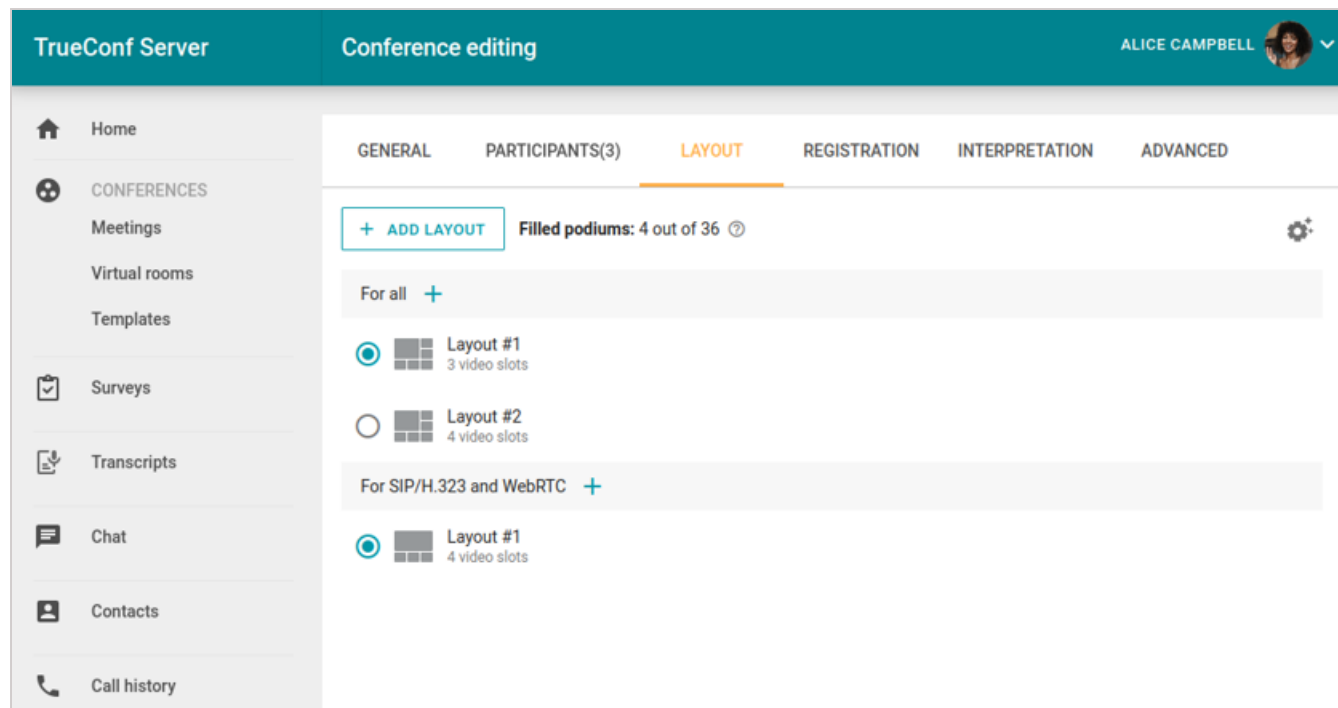 TrueConf Server
Conference editing
ALICE CAMPBELL
Home
CONFERENCES
Meetings
Virtual rooms
Templates
Surveys
Transcripts
Chat
Contacts
Call history
GENERAL PARTICIPANTS(3) LAYOUT REGISTRATION INTERPRETATION ADVANCED
+ ADD LAYOUT Filled podiums: 4 out of 36 ?
For all +
Layout #1
3 video slots
Layout #2
4 video slots
For SIP/H.323 and WebRTC +
Layout #1
4 video slots